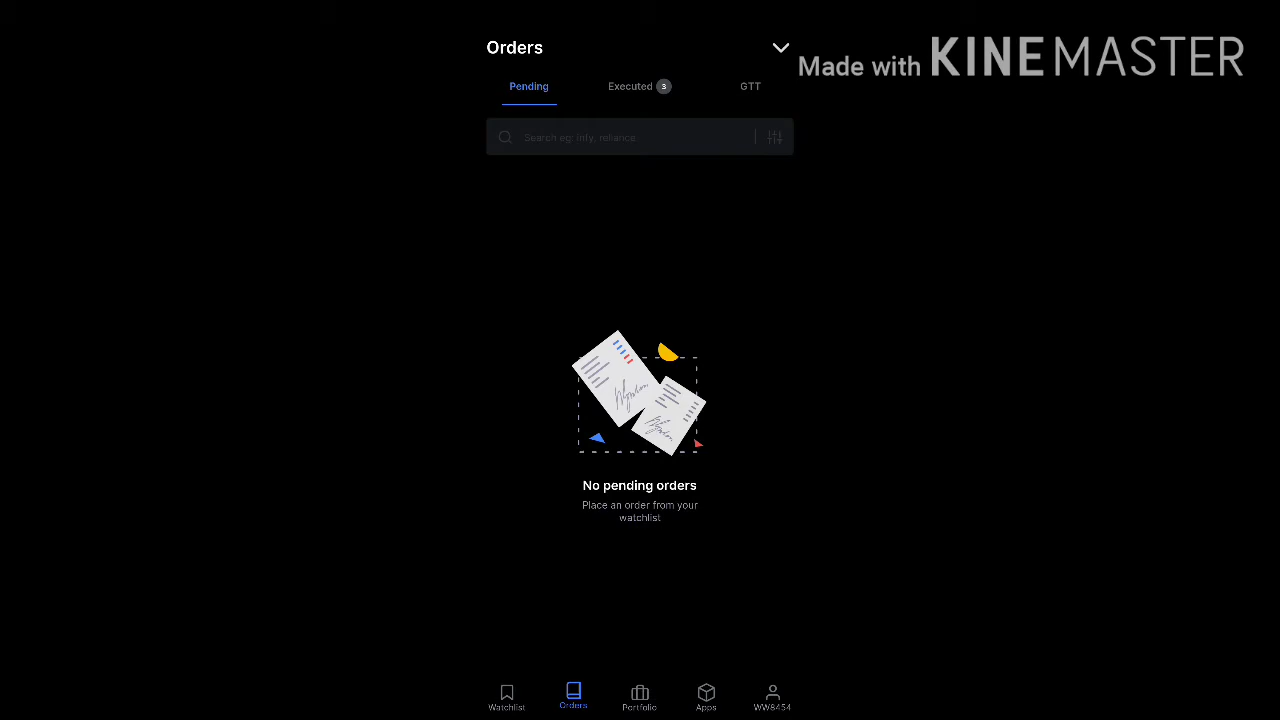 Orders
Made with KINEMASTER
Pending
Executed 3
GTT
Search eg: infy, reliance
No pending orders
Place an order from your
watchlist
Watchlist
Orders
Portfolio
Apps
WW8454